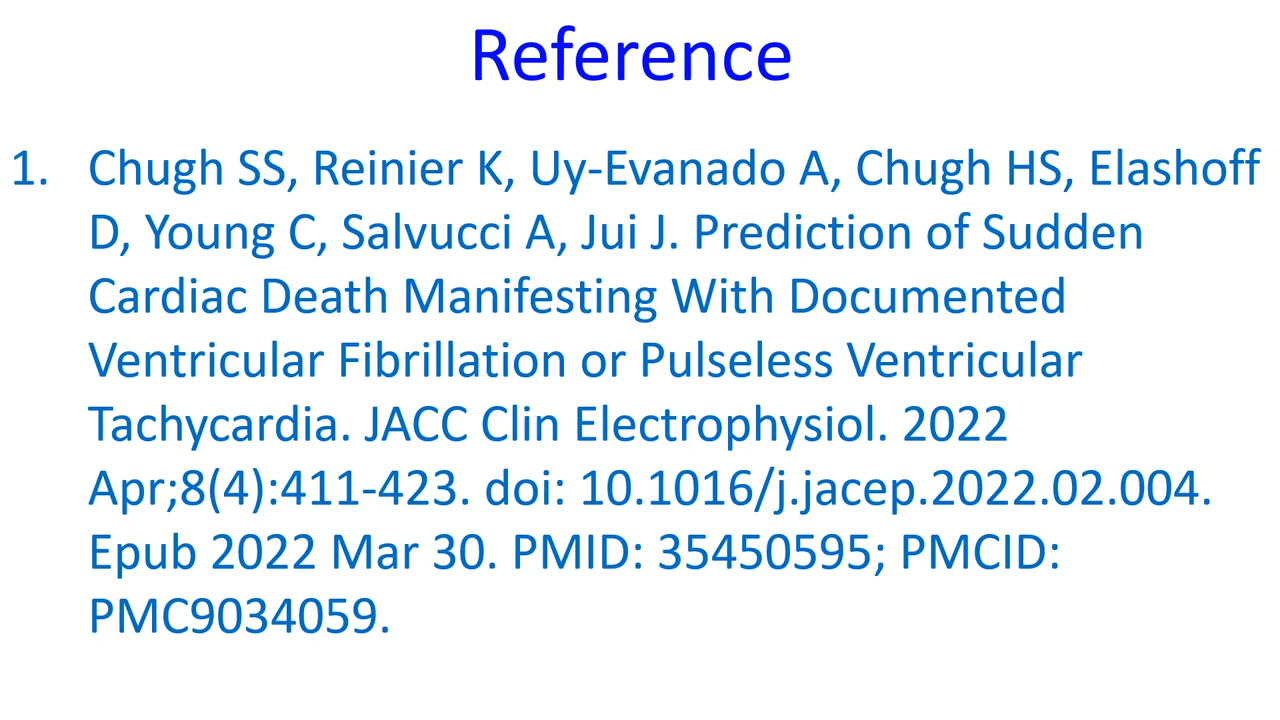 Reference
1. Chugh SS, Reinier K, Uy-Evanado A, Chugh HS, Elashoff
D, Young C, Salvucci A, Jui J. Prediction of Sudden
Cardiac Death Manifesting With Documented
Ventricular Fibrillation or Pulseless Ventricular
Tachycardia. JACC Clin Electrophysiol. 2022
Apr;8(4):411-423. doi: 10.1016/j.jacep.2022.02.004.
Epub 2022 Mar 30. PMID: 35450595; PMCID:
PMC9034059.